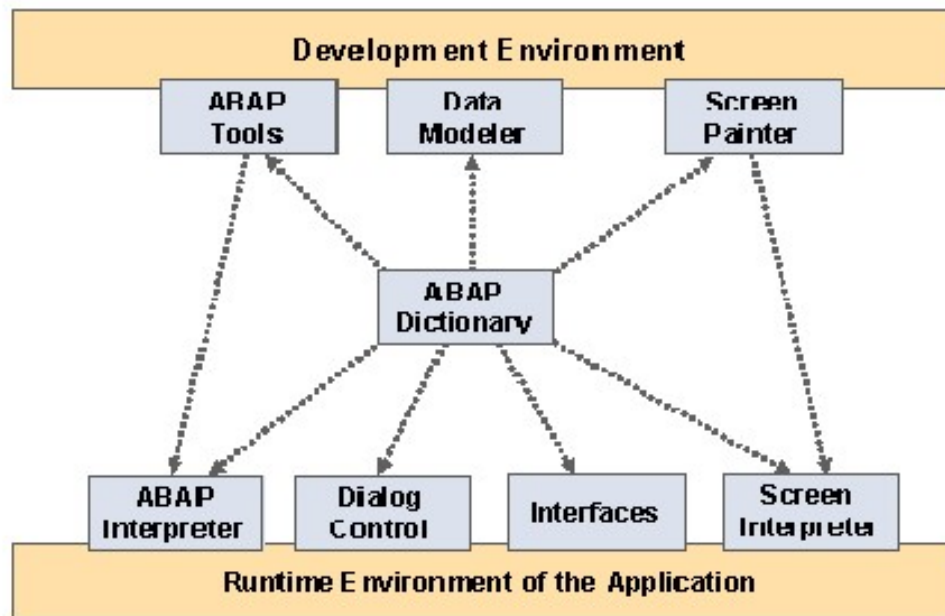 Development Environment
ABAP
Tools
Data
Modeler
Screen
Painter
ABAP
Dictionary
ABAP
Interpreter
Dialog
Control
Interfaces
Screen
Interpreter
Runtime Environment of the Application